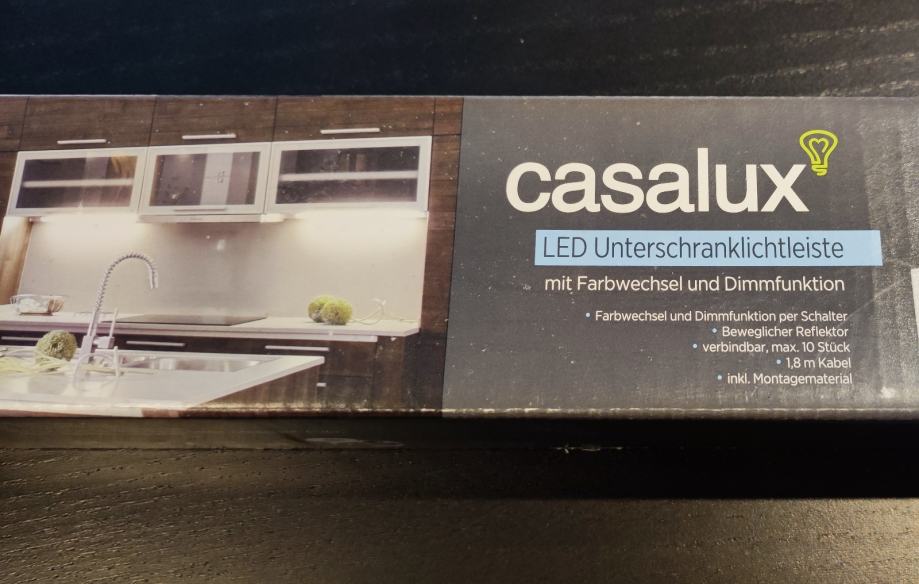 casalux
LED Unterschranklichtleiste
mit Farbwechsel und Dimmfunktion
• Farbwechsel und Dimmfunktion per Schalter
• Beweglicher Reflektor
• verbindbar, max. 10 Stück
• 1,8 m Kabel
• inkl. Montagematerial